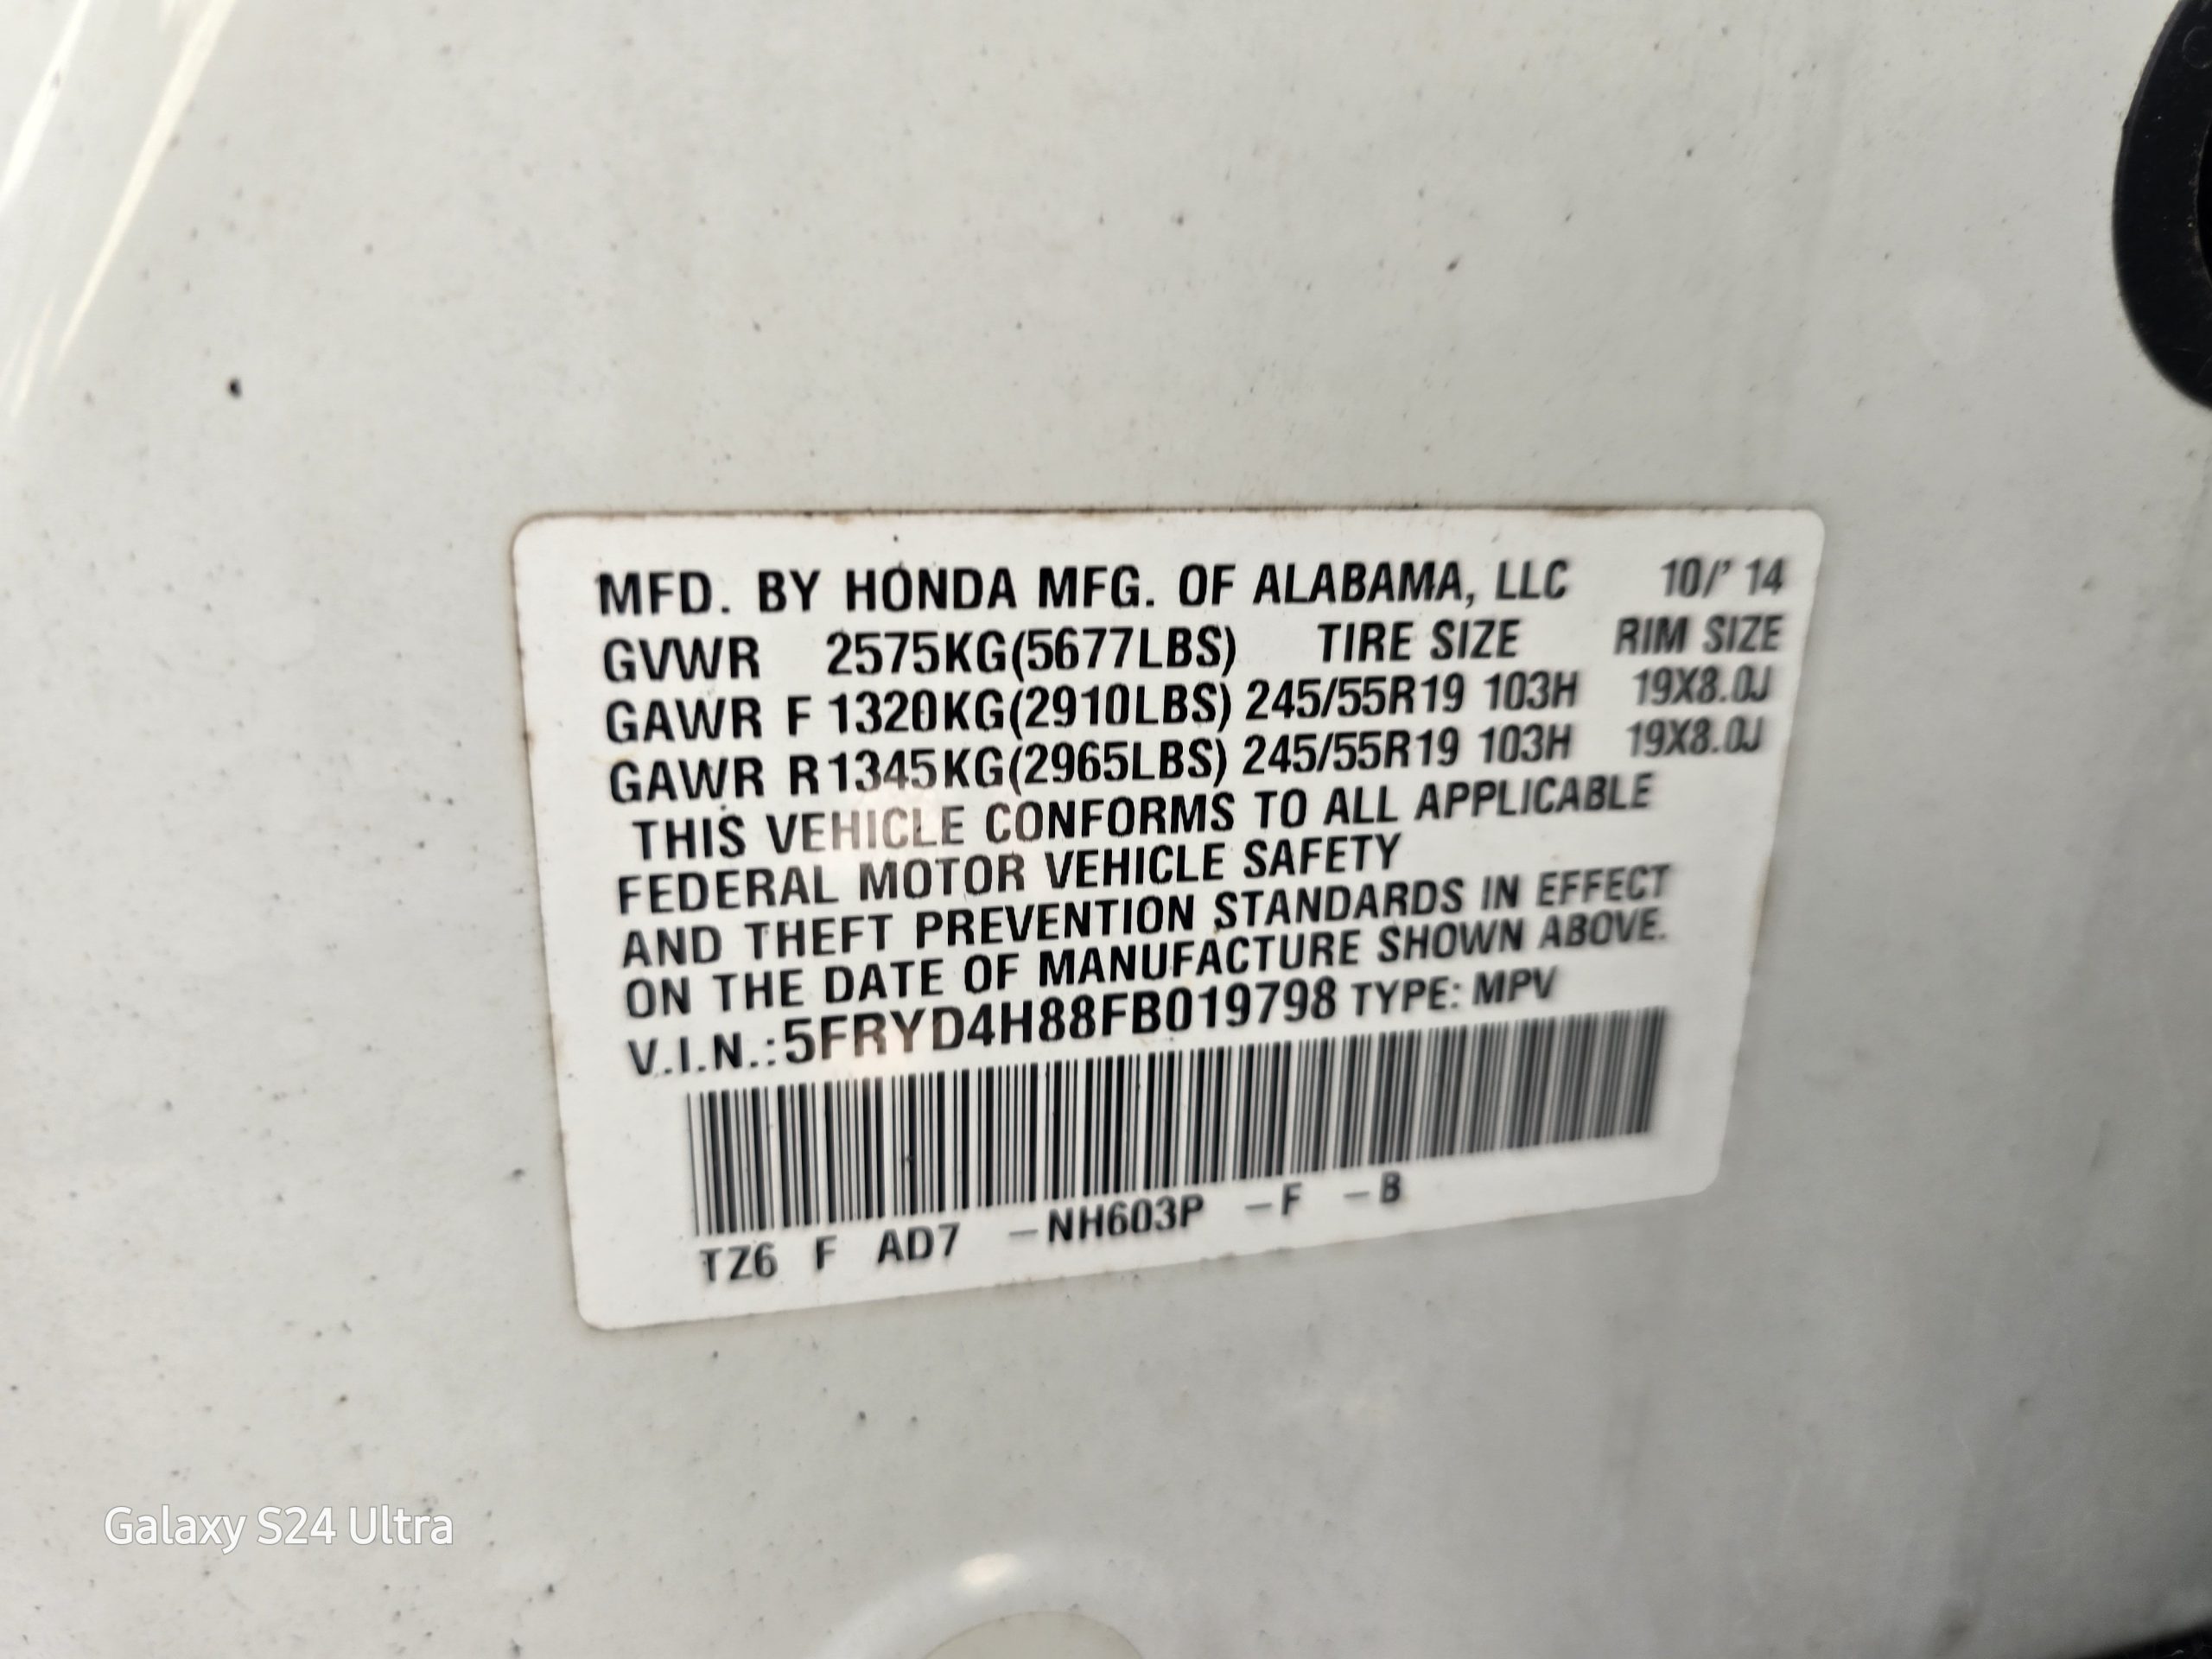 MFD. BY HONDA MFG. OF ALABAMA, LLC 10/' 14
GVWR 2575KG(5677LBS) TIRE SIZE RIM SIZE
GAWR F 1320KG(2910LBS) 245/55R19 103H 19X8.0J
GAWR R 1345KG(2965LBS) 245/55R19 103H 19X8.0J
THIS VEHICLE CONFORMS TO ALL APPLICABLE
FEDERAL MOTOR VEHICLE SAFETY
AND THEFT PREVENTION STANDARDS IN EFFECT
ON THE DATE OF MANUFACTURE SHOWN ABOVE.
V.I.N.: 5FRYD4H88FB019798 TYPE: MPV
TZ6 F AD7 –NH603P –F –B
Galaxy S24 Ultra